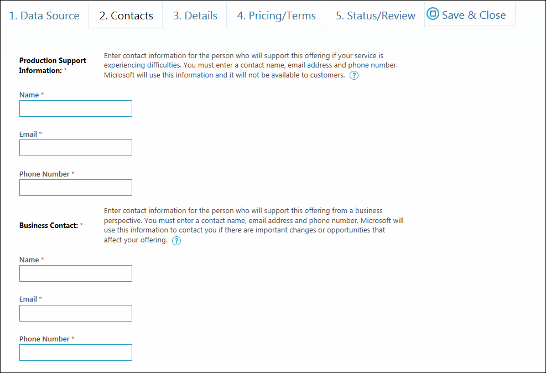 1. Data Source 2. Contacts 3. Details 4. Pricing/Terms 5. Status/Review Save & Close
Production Support
Information: *
Enter contact information for the person who will support this offering if your service is
experiencing difficulties. You must enter a contact name, email address and phone number.
Microsoft will use this information and it will not be available to customers. ?
Name *
Email *
Phone Number *
Business Contact: *
Enter contact information for the person who will support this offering from a business
perspective. You must enter a contact name, email address and phone number. Microsoft will
use this information to contact you if there are important changes or opportunities that
affect your offering. ?
Name *
Email *
Phone Number *